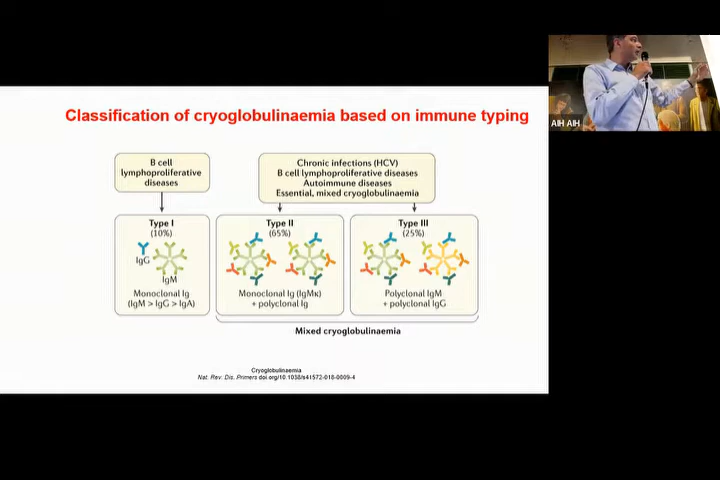 Classification of cryoglobulinaemia based on immune typing
AIH AIH
B cell
lymphoproliferative
diseases
Chronic infections (HCV)
B cell lymphoproliferative diseases
Autoimmune diseases
Essential, mixed cryoglobulinaemia
Type I
(10%)
IgG
IgM
Monoclonal Ig
(IgM > IgG > IgA)
Type II
(65%)
Monoclonal Ig (IgMκ)
+ polyclonal Ig
Type III
(25%)
Polyclonal IgM
+ polyclonal IgG
Mixed cryoglobulinaemia
Cryoglobulinaemia
Nat. Rev. Dis. Primers doi.org/10.1038/s41572-018-0009-4